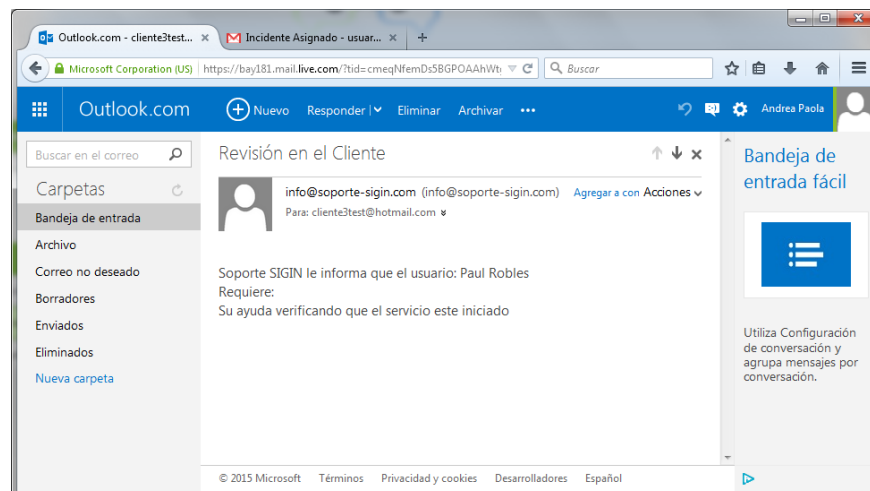 Outlook.com - cliente3test...
Incidente Asignado - usuar...
Microsoft Corporation (US)
https://bay181.mail.live.com/?tid=cmeqNfemDs5BGPOAAhWt
Buscar
Outlook.com
Nuevo
Responder
Eliminar
Archivar
Andrea Paola
Buscar en el correo
Carpetas
Bandeja de entrada
Archivo
Correo no deseado
Borradores
Enviados
Eliminados
Nueva carpeta
Revisión en el Cliente
info@soporte-sigin.com (info@soporte-sigin.com) Agregar a con Acciones
Para: cliente3test@hotmail.com
Soporte SIGIN le informa que el usuario: Paul Robles
Requiere:
Su ayuda verificando que el servicio este iniciado
© 2015 Microsoft Términos Privacidad y cookies Desarrolladores Español
Bandeja de
entrada fácil
Utiliza Configuración
de conversación y
agrupa mensajes por
conversación.